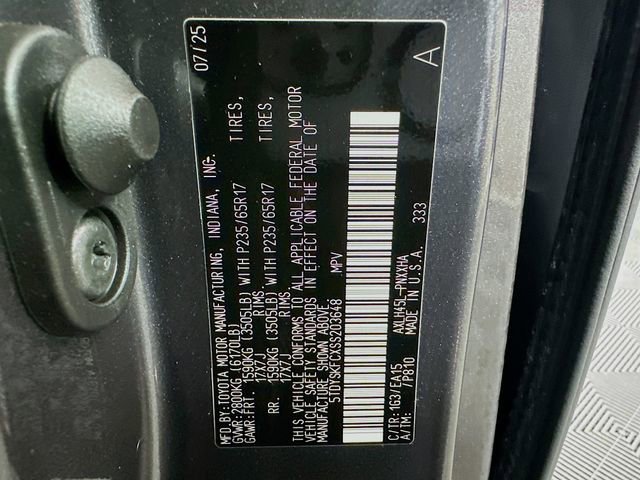 MFD.BY:TOYOTA MOTOR MANUFACTURING, INDIANA, INC. 07/25
GVWR:2800KG (6170LB)
GAWR:FRT. 1590KG (3505LB) WITH P235/65R17 TIRES,
17X7J RIMS,
RR. 1590KG (3505LB) WITH P235/65R17 TIRES,
17X7J RIMS.
THIS VEHICLE CONFORMS TO ALL APPLICABLE FEDERAL MOTOR
VEHICLE SAFETY STANDARDS IN EFFECT ON THE DATE OF
MANUFACTURE SHOWN ABOVE.
5TDYSKFCXSS203648 MPV
C/TR:1G3/EA15 AXLH45L-PNXXHA 333
A/TM: /P810 MADE IN U.S.A. A